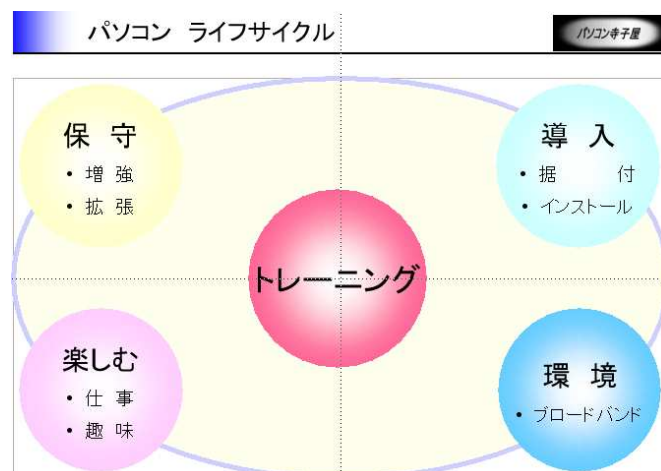 パソコン ライフサイクル
パソコン寺子屋
保 守
• 増 強
• 拡 張
導 入
• 据 付
• インストール
トレーニング
楽しむ
• 仕 事
• 趣 味
環 境
• ブロードバンド